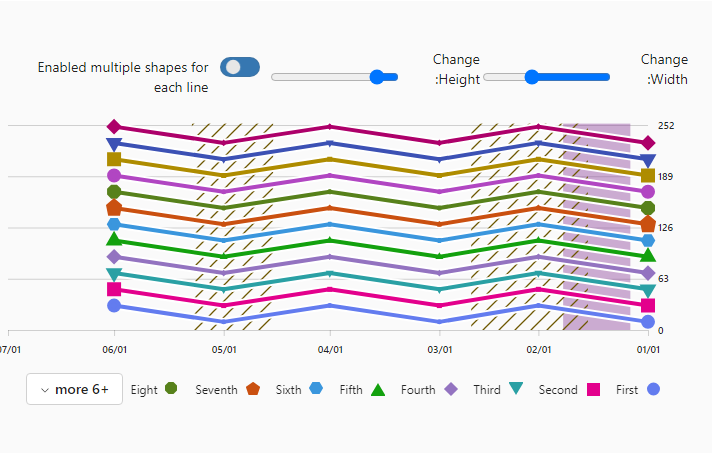 Enabled multiple shapes for
each line
Change
:Height
Change
:Width
252
189
126
63
0
07/01 06/01 05/01 04/01 03/01 02/01 01/01
more 6+ Eight Seventh Sixth Fifth Fourth Third Second First